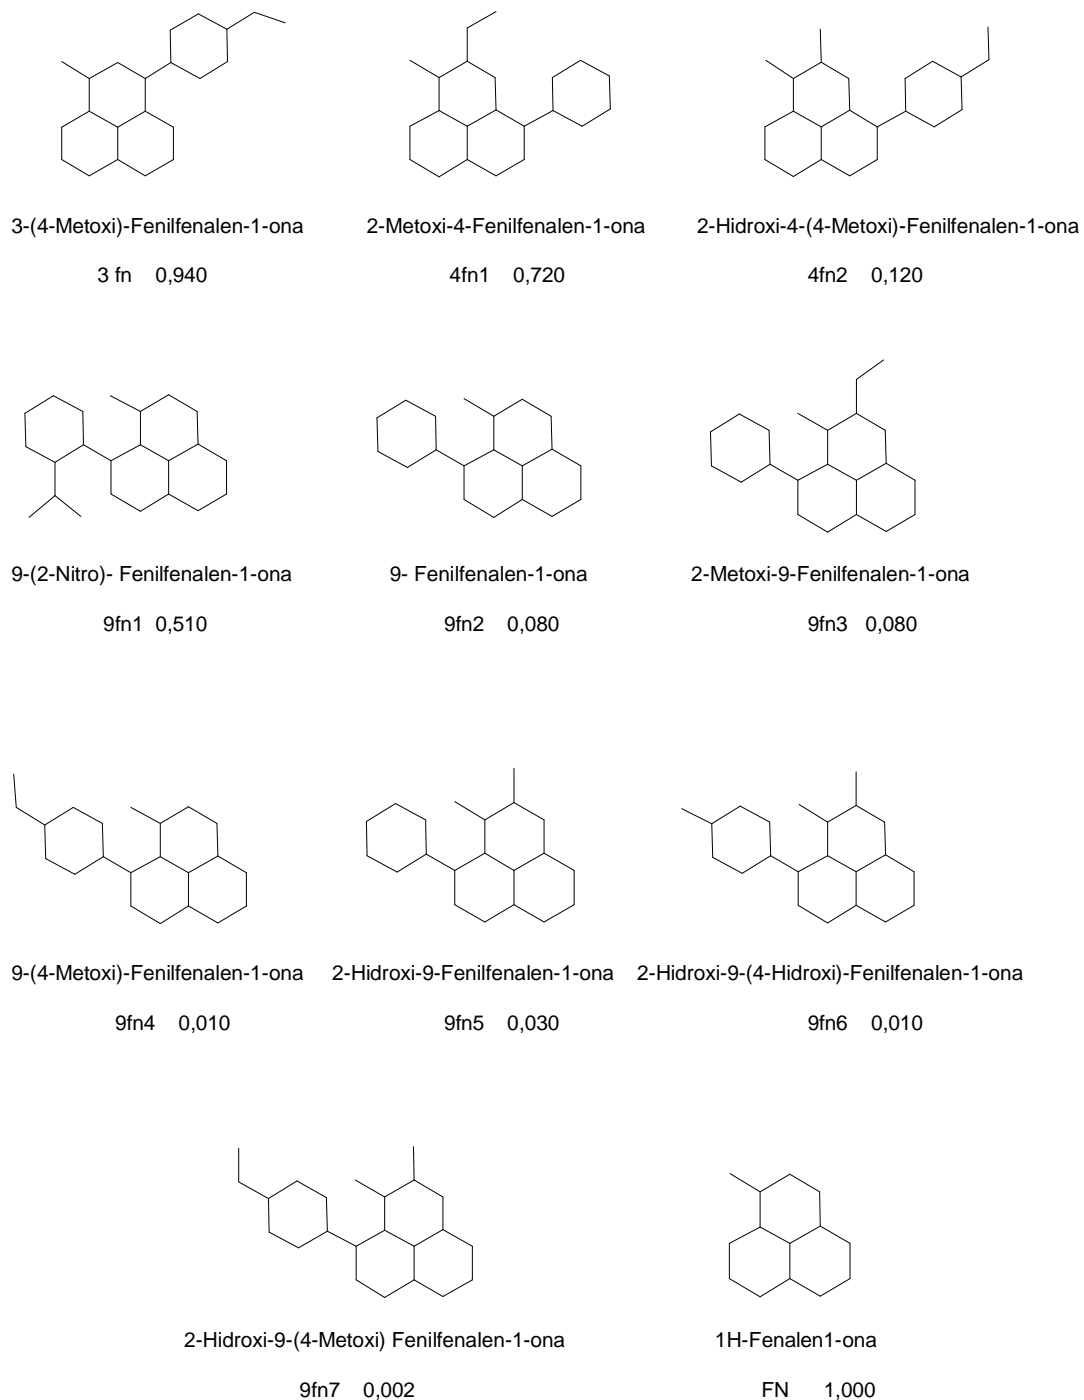 3-(4-Metoxi)-Fenilfenalen-1-ona 2-Metoxi-4-Fenilfenalen-1-ona 2-Hidroxi-4-(4-Metoxi)-Fenilfenalen-1-ona
3 fn 0,940 4fn1 0,720 4fn2 0,120
9-(2-Nitro)- Fenilfenalen-1-ona 9- Fenilfenalen-1-ona 2-Metoxi-9-Fenilfenalen-1-ona
9fn1 0,510 9fn2 0,080 9fn3 0,080
9-(4-Metoxi)-Fenilfenalen-1-ona 2-Hidroxi-9-Fenilfenalen-1-ona 2-Hidroxi-9-(4-Hidroxi)-Fenilfenalen-1-ona
9fn4 0,010 9fn5 0,030 9fn6 0,010
2-Hidroxi-9-(4-Metoxi) Fenilfenalen-1-ona 1H-Fenalen1-ona
9fn7 0,002 FN 1,000